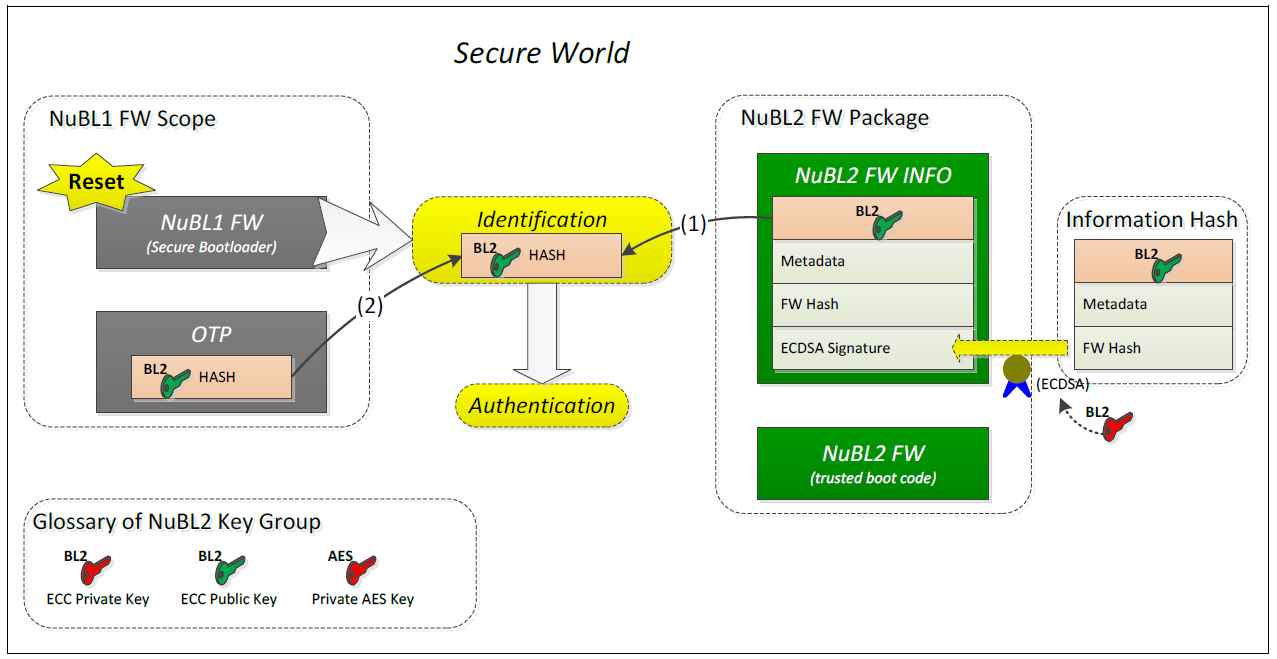 Secure World
NuBL1 FW Scope
Reset
NuBL1 FW
(Secure Bootloader)
OTP
BL2 HASH
(2)
Identification
BL2 HASH
Authentication
(1)
NuBL2 FW Package
NuBL2 FW INFO
BL2
Metadata
FW Hash
ECDSA Signature
NuBL2 FW
(trusted boot code)
Information Hash
BL2
Metadata
FW Hash
(ECDSA)
BL2
Glossary of NuBL2 Key Group
BL2
ECC Private Key
BL2
ECC Public Key
AES
Private AES Key